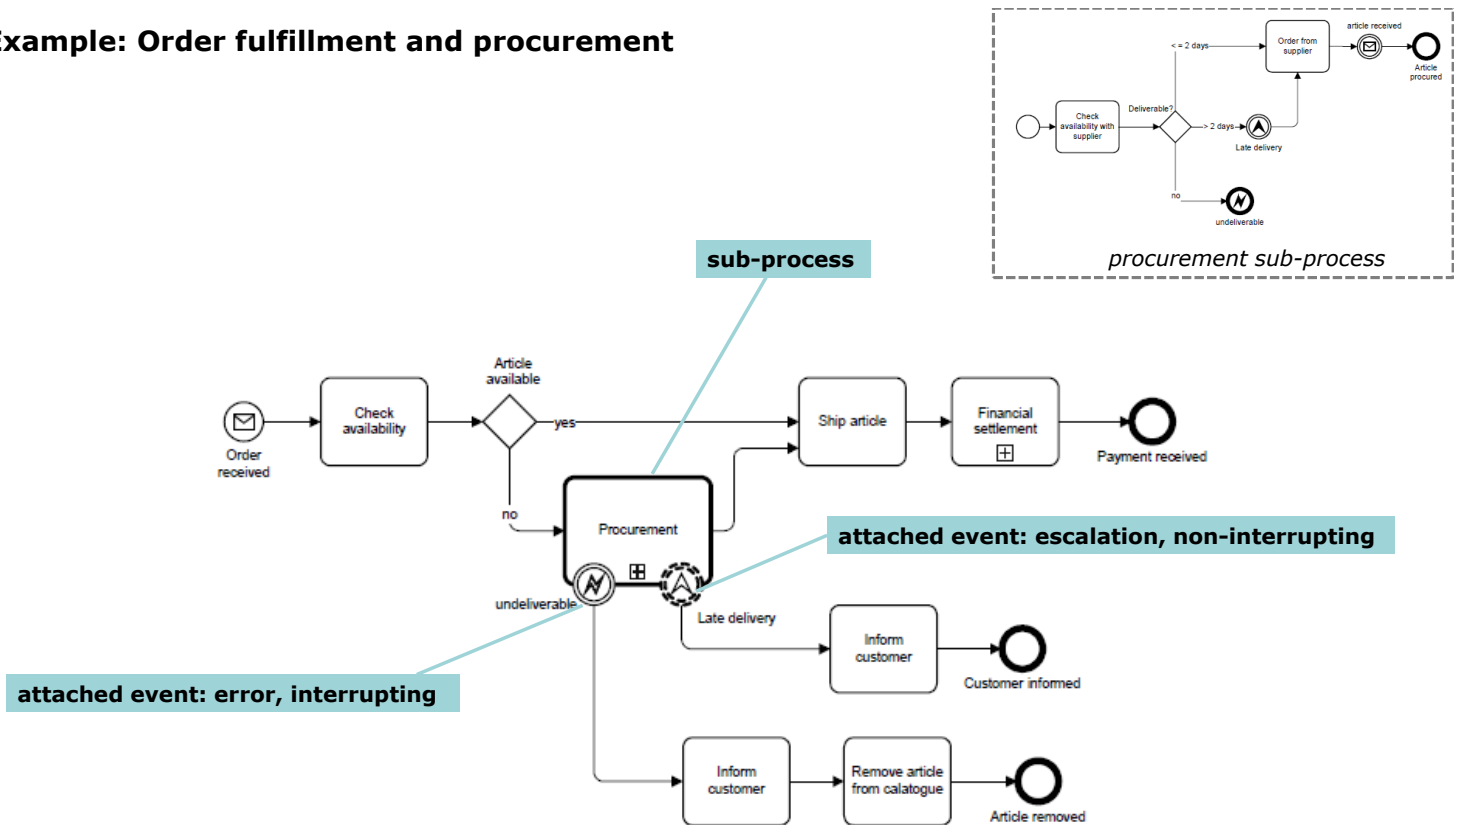 Example: Order fulfillment and procurement
article received
< = 2 days
Order from
supplier
Article
procured
Deliverable?
Check
availability with
supplier
> 2 days
Late delivery
no
undeliverable
procurement sub-process
sub-process
Article
available
Check
availability
yes
Ship article
Financial
settlement
Order
received
Payment received
no
Procurement
attached event: escalation, non-interrupting
undeliverable
Late delivery
Inform
customer
Customer informed
attached event: error, interrupting
Inform
customer
Remove article
from calatogue
Article removed